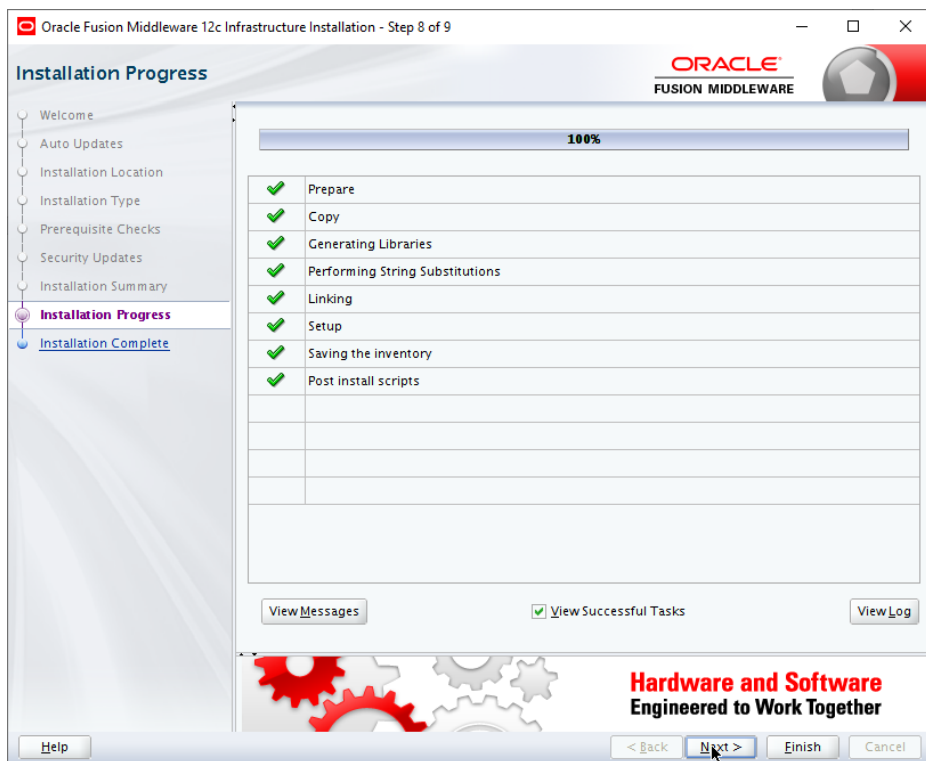 Oracle Fusion Middleware 12c Infrastructure Installation - Step 8 of 9
Installation Progress
ORACLE
FUSION MIDDLEWARE
Welcome
Auto Updates
Installation Location
Installation Type
Prerequisite Checks
Security Updates
Installation Summary
Installation Progress
Installation Complete
100%
Prepare
Copy
Generating Libraries
Performing String Substitutions
Linking
Setup
Saving the inventory
Post install scripts
View Messages
View Successful Tasks
View Log
Hardware and Software
Engineered to Work Together
Help
< Back
Next >
Finish
Cancel